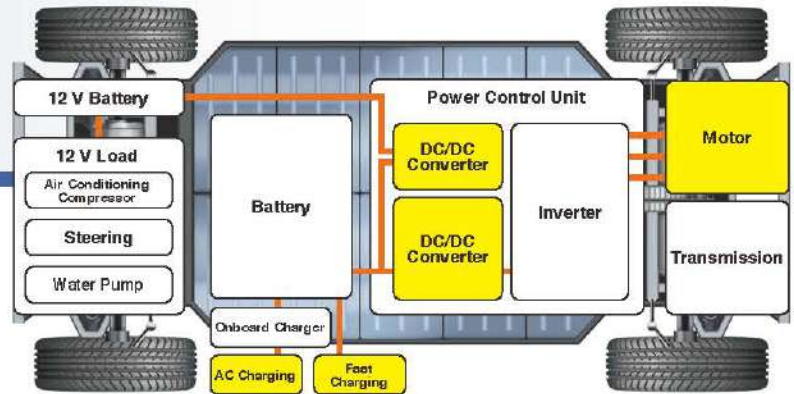 12 V Battery
12 V Load
Air Conditioning
Compressor
Steering
Water Pump
Battery
Onboard Charger
AC Charging
Fast
Charging
Power Control Unit
DC/DC
Converter
DC/DC
Converter
Inverter
Motor
Transmission